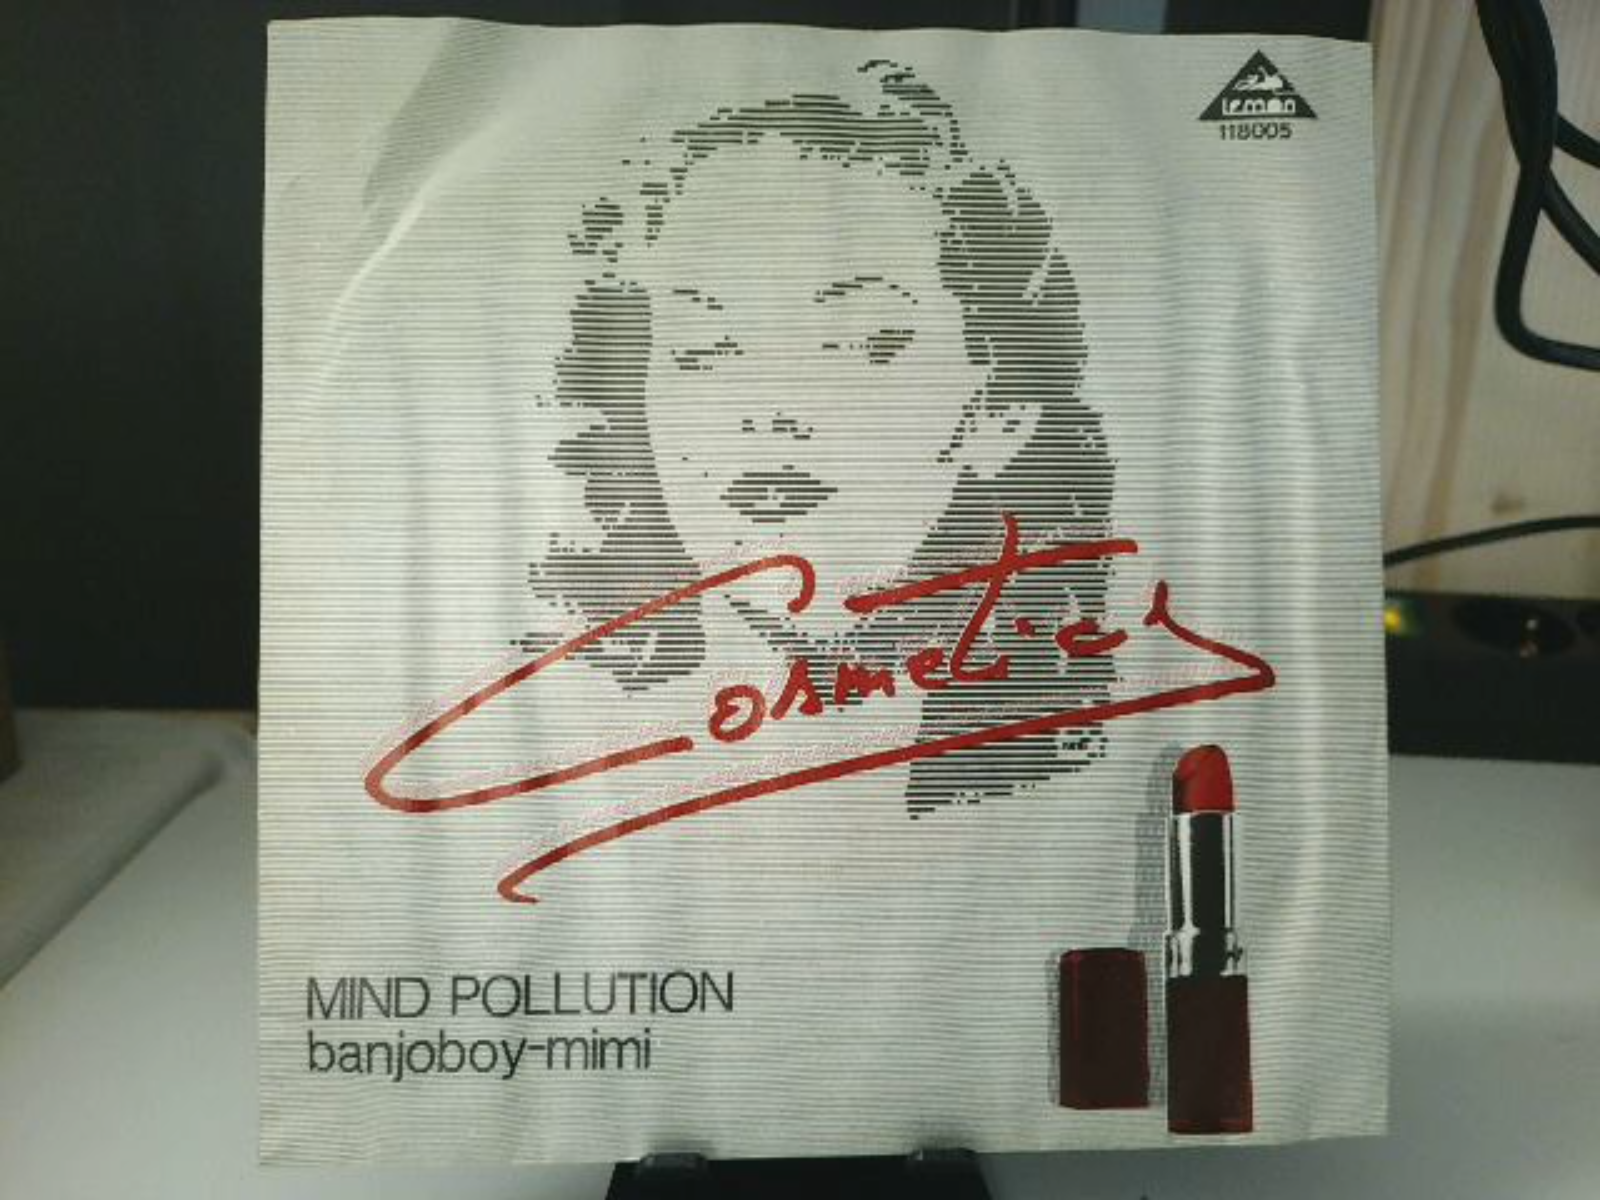 Lemon
118005
Cosmetics
MIND POLLUTION
banjoboy-mimi